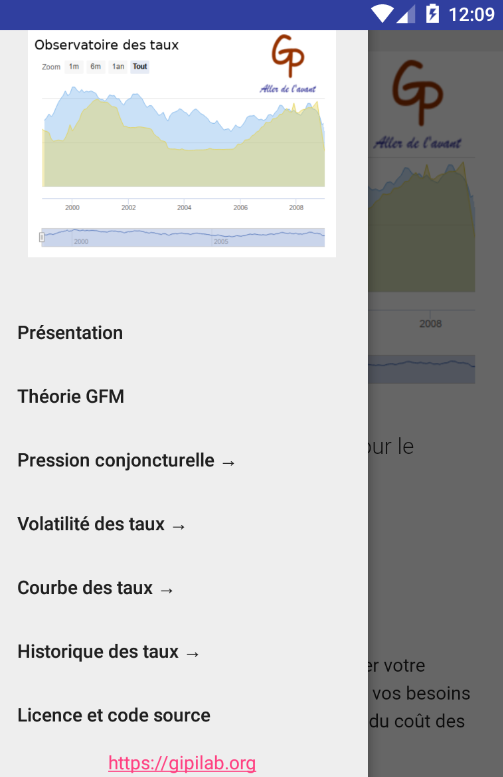 12:09
Observatoire des taux
GP
Zoom 1m 6m 1an Tout
Aller de l'avant
2000 2002 2004 2006 2008
2000
Présentation
Théorie GFM
Pression conjoncturelle →
Volatilité des taux →
Courbe des taux →
Historique des taux →
Licence et code source
https://gipilab.org
GP
Aller de l'avant
2008
our le
er votre
vos besoins
du coût des